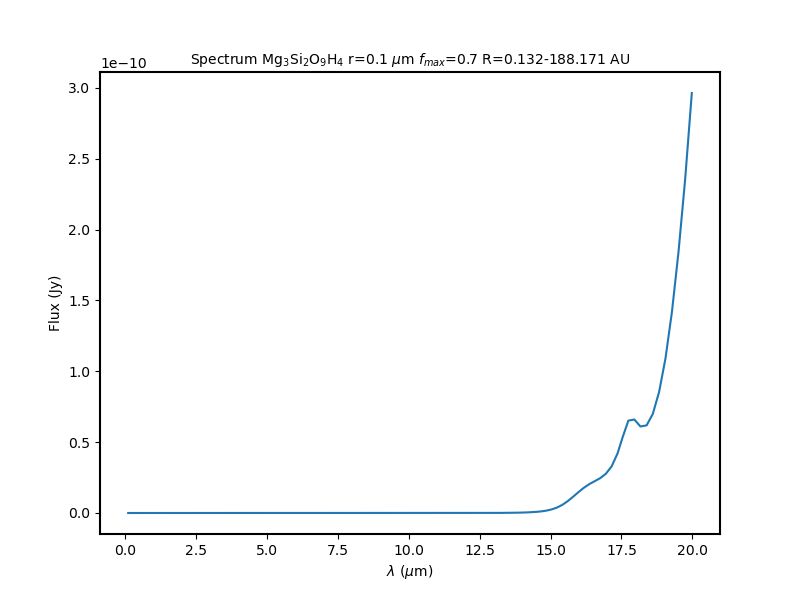 Spectrum Mg₃Si₂O₉H₄ r=0.1 μm f_max=0.7 R=0.132-188.171 AU
1e−10
3.0
2.5
2.0
1.5
1.0
0.5
0.0
Flux (Jy)
0.0 2.5 5.0 7.5 10.0 12.5 15.0 17.5 20.0
λ (μm)